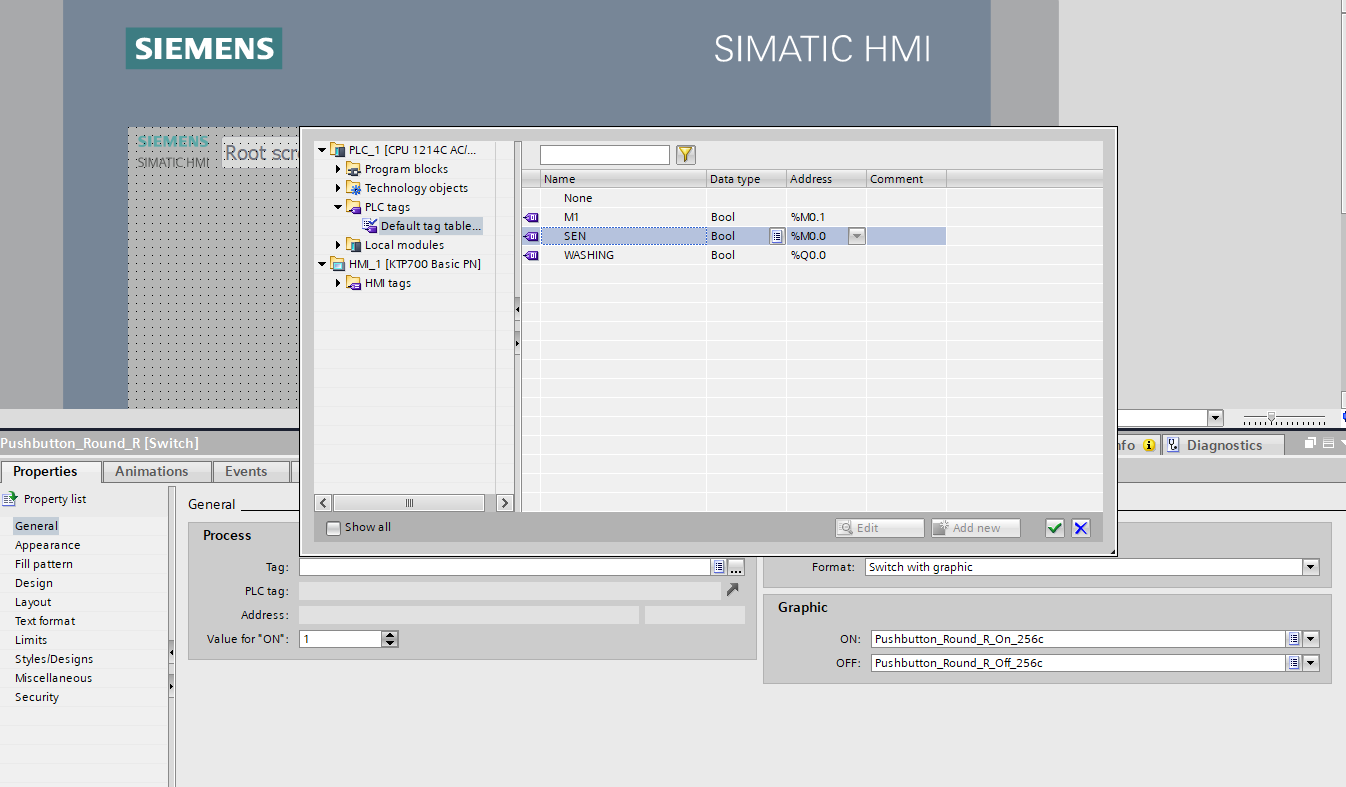 SIEMENS
SIMATIC HMI
SIEMENS
SIMATIC HMI
Root scr
PLC_1 [CPU 1214C AC/...
Program blocks
Technology objects
PLC tags
Default tag table...
Local modules
HMI_1 [KTP700 Basic PN]
HMI tags
Name Data type Address Comment
None
M1 Bool %M0.1
SEN Bool %M0.0
WASHING Bool %Q0.0
Show all
Edit
Add new
Pushbutton_Round_R [Switch]
nfo
Diagnostics
Properties
Animations
Events
Property list
General
Appearance
Fill pattern
Design
Layout
Text format
Limits
Styles/Designs
Miscellaneous
Security
General
Process
Tag:
...
PLC tag:
Address:
Value for "ON": 1
Format: Switch with graphic
Graphic
ON: Pushbutton_Round_R_On_256c
OFF: Pushbutton_Round_R_Off_256c